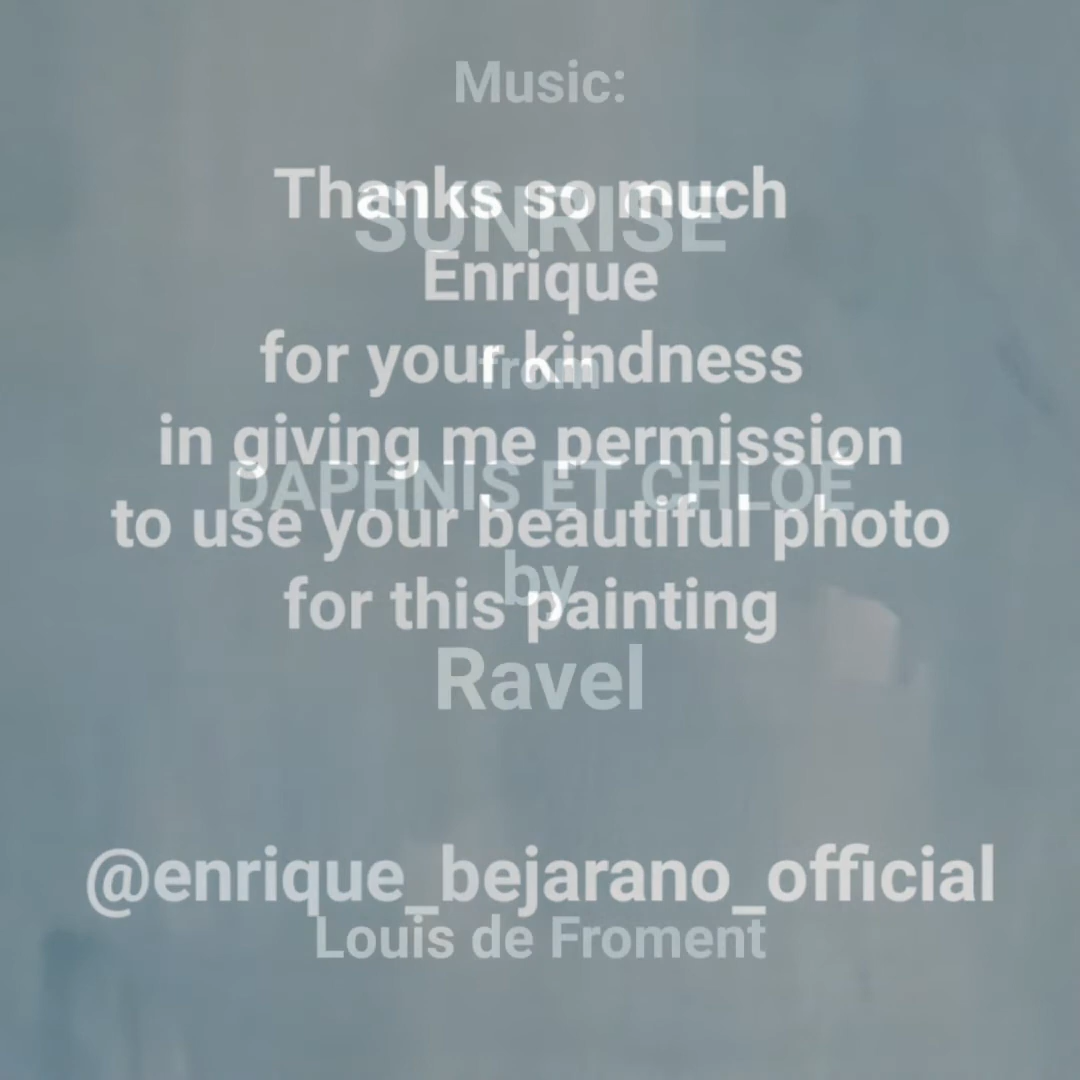 Music:
Thanks so much
SUNRISE
Enrique
for your kindness
from
in giving me permission
DAPHNIS ET CHLOÉ
to use your beautiful photo
by
for this painting
Ravel
@enrique_bejarano_official
Louis de Froment